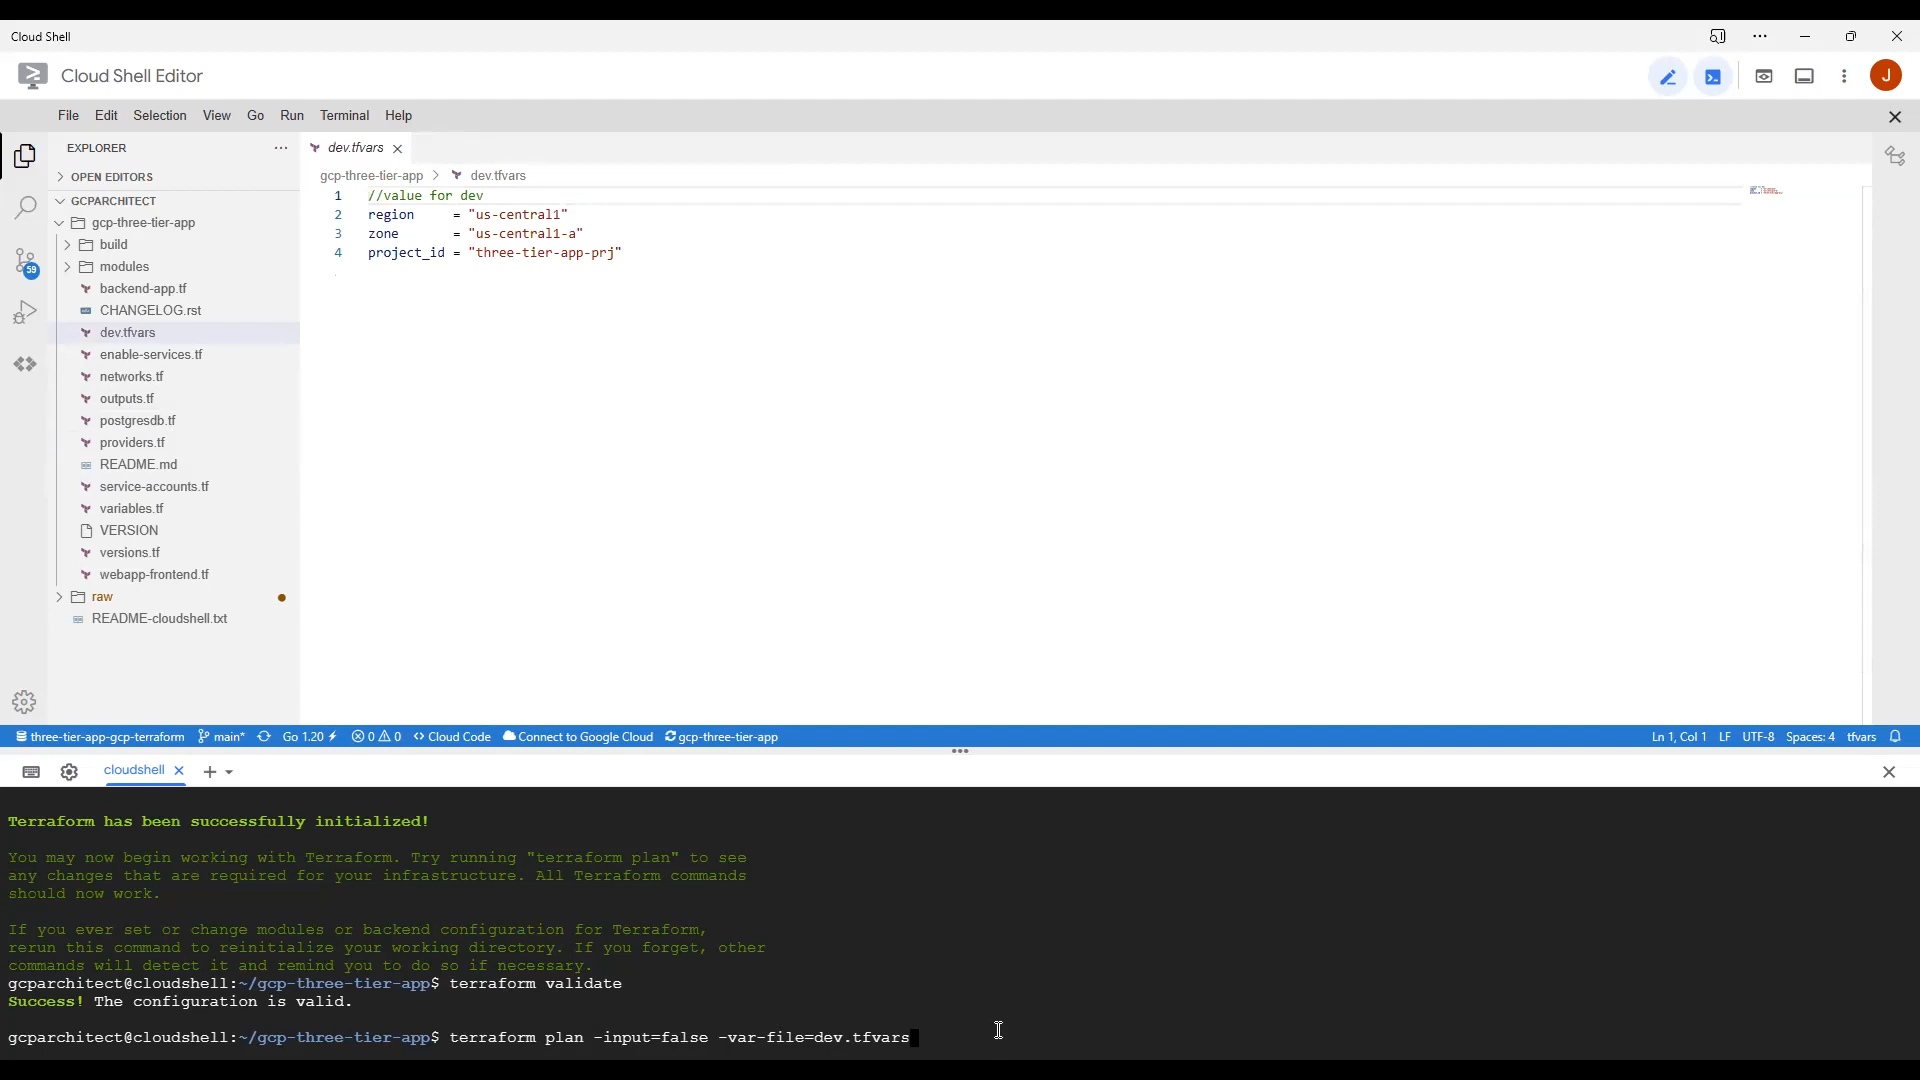 Cloud Shell
Cloud Shell Editor
J
File Edit Selection View Go Run Terminal Help
EXPLORER
OPEN EDITORS
GCPARCHITECT
gcp-three-tier-app
build
modules
backend-app.tf
CHANGELOG.rst
dev.tfvars
enable-services.tf
networks.tf
outputs.tf
postgresdb.tf
providers.tf
README.md
service-accounts.tf
variables.tf
VERSION
versions.tf
webapp-frontend.tf
raw
README-cloudshell.txt
59
dev.tfvars
gcp-three-tier-app > dev.tfvars
1 //value for dev
2 region = "us-central1"
3 zone = "us-central1-a"
4 project_id = "three-tier-app-prj"
three-tier-app-gcp-terraform main* Go 1.20 0 0 <> Cloud Code Connect to Google Cloud gcp-three-tier-app Ln 1, Col 1 LF UTF-8 Spaces: 4 tfvars
cloudshell
Terraform has been successfully initialized!
You may now begin working with Terraform. Try running "terraform plan" to see
any changes that are required for your infrastructure. All Terraform commands
should now work.
If you ever set or change modules or backend configuration for Terraform,
rerun this command to reinitialize your working directory. If you forget, other
commands will detect it and remind you to do so if necessary.
gcparchitect@cloudshell:~/gcp-three-tier-app$ terraform validate
Success! The configuration is valid.
gcparchitect@cloudshell:~/gcp-three-tier-app$ terraform plan -input=false -var-file=dev.tfvars